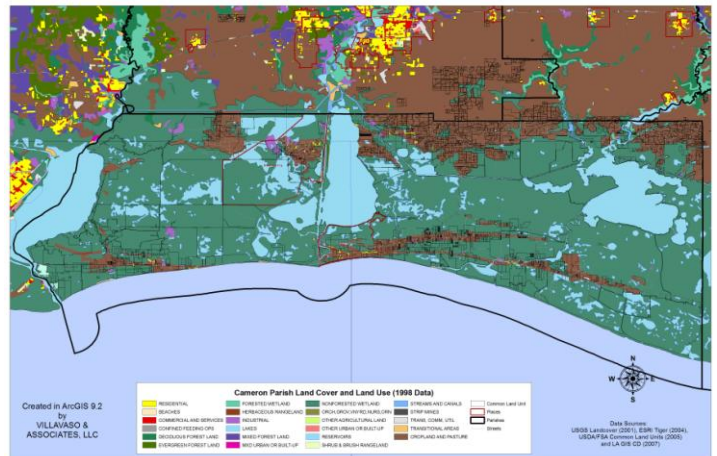 N
W E
S
Created in ArcGIS 9.2
by
VILLAVASO &
ASSOCIATES, LLC
Cameron Parish Land Cover and Land Use (1998 Data)
RESIDENTIAL
BEACHES
COMMERCIAL AND SERVICES
CONFINED FEEDING OPS
DECIDUOUS FOREST LAND
EVERGREEN FOREST LAND
FORESTED WETLAND
HERBACEOUS RANGELAND
INDUSTRIAL
LAKES
MIXED FOREST LAND
MXD URBAN OR BUILT-UP
NONFORESTED WETLAND
OTHER AGRICULTURAL LAND
OTHER URBAN OR BUILT-UP
RESERVOIRS
SHRUB & BRUSH RANGELAND
STREAMS AND CANALS
STRIP MINES
TRANS, COMM, UTIL
TRANSITIONAL AREAS
CROPLAND AND PASTURE
Common Land Unit
Places
Parishes
Streets
Data Sources:
USGS Landcover (2001), ESRI Tiger (2004),
USDA/FSA Common Land Units (2005)
and LA GIS CD (2007)